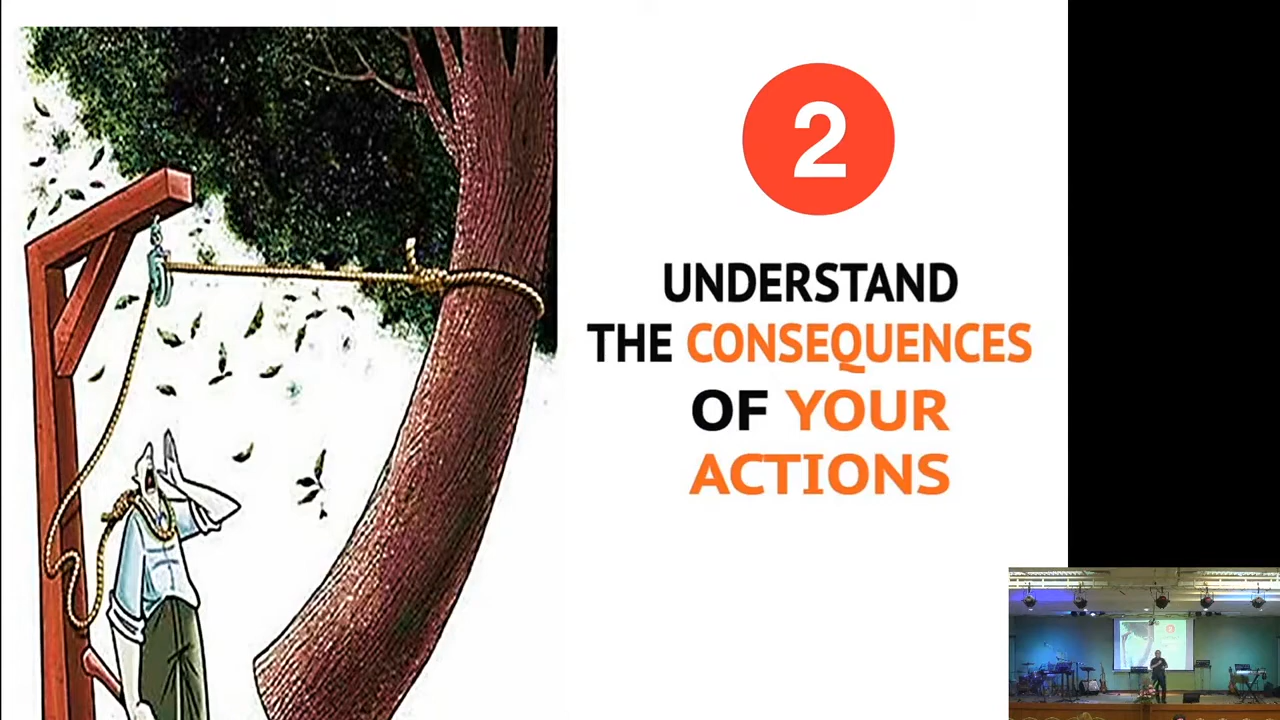 2
UNDERSTAND
THE CONSEQUENCES
OF YOUR
ACTIONS